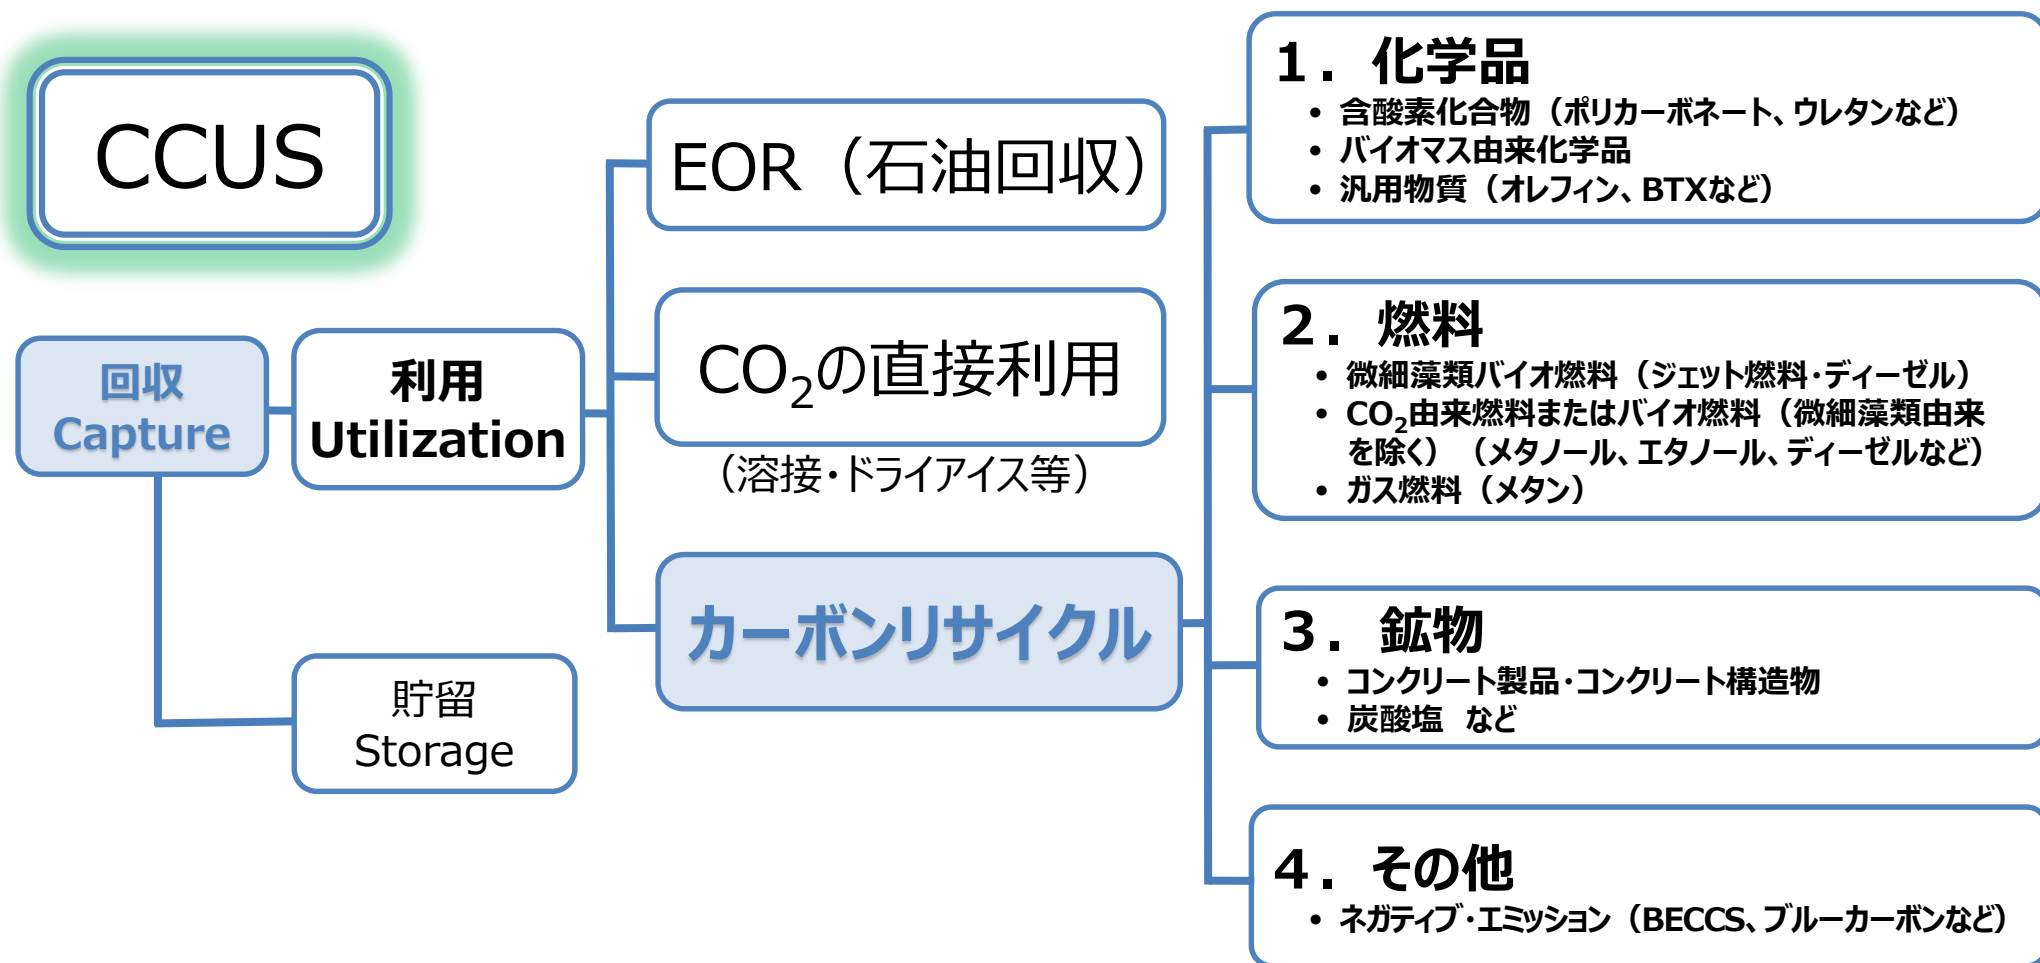 CCUS
回収
Capture
利用
Utilization
貯留
Storage
EOR（石油回収）
CO₂の直接利用
（溶接・ドライアイス等）
カーボンリサイクル
１．化学品
• 含酸素化合物（ポリカーボネート、ウレタンなど）
• バイオマス由来化学品
• 汎用物質（オレフィン、BTXなど）
２．燃料
• 微細藻類バイオ燃料（ジェット燃料・ディーゼル）
• CO₂由来燃料またはバイオ燃料（微細藻類由来
を除く）（メタノール、エタノール、ディーゼルなど）
• ガス燃料（メタン）
３．鉱物
• コンクリート製品・コンクリート構造物
• 炭酸塩 など
４．その他
• ネガティブ・エミッション（BECCS、ブルーカーボンなど）